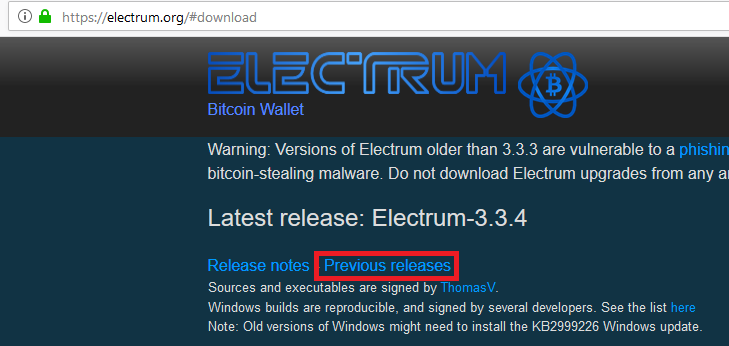 https://electrum.org/#download
ELECTRUM
Bitcoin Wallet
Warning: Versions of Electrum older than 3.3.3 are vulnerable to a
bitcoin-stealing malware. Do not download Electrum upgrades from any
Latest release: Electrum-3.3.4
Release notes - Previous releases
Sources and executables are signed by ThomasV.
Windows builds are reproducible, and signed by several developers. See the list here
Note: Old versions of Windows might need to install the KB2999226 Windows update.